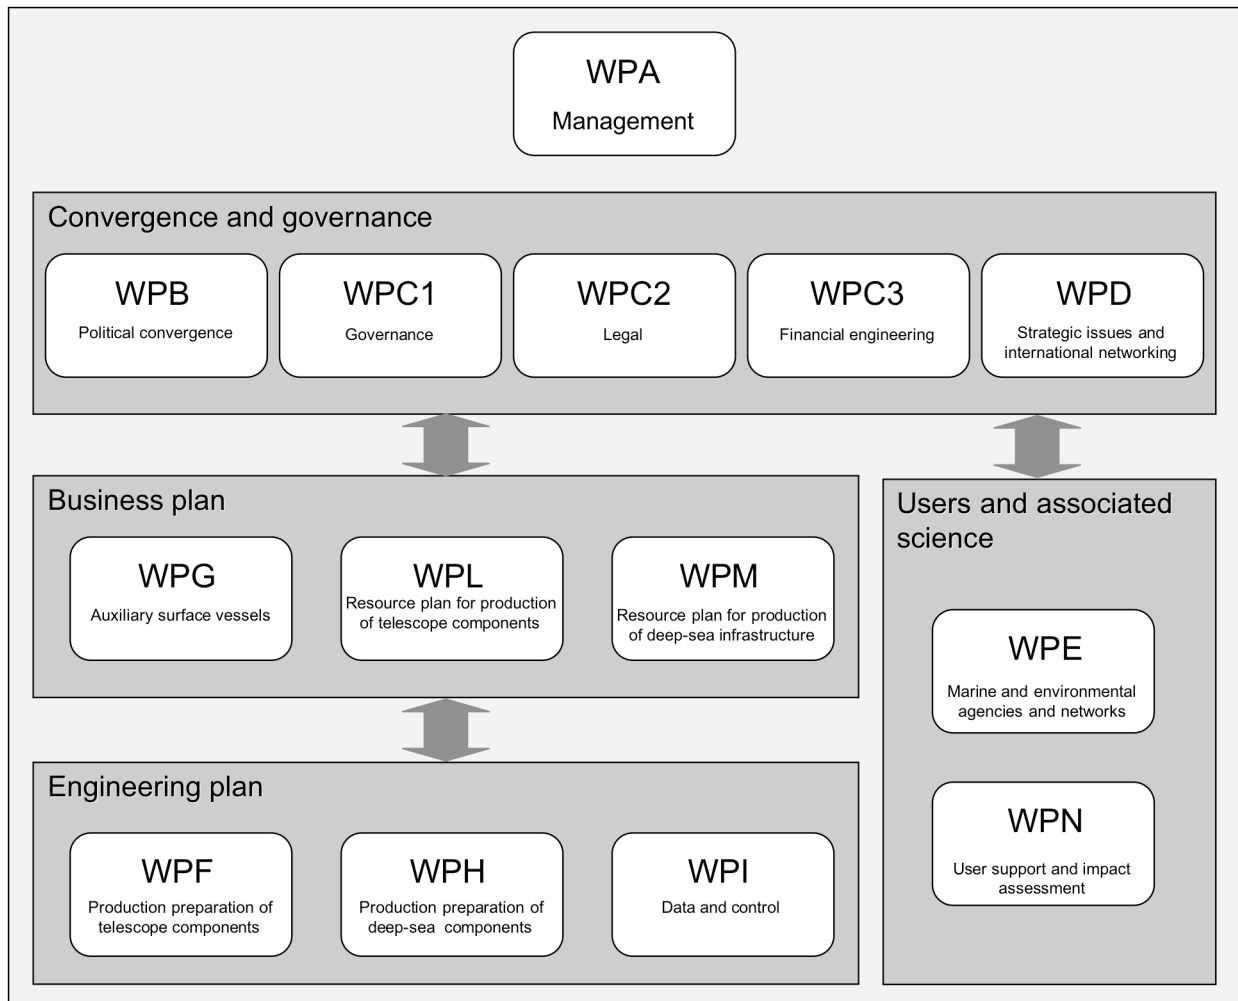 WPA
Management
Convergence and governance
WPB
Political convergence
WPC1
Governance
WPC2
Legal
WPC3
Financial engineering
WPD
Strategic issues and
international networking
Business plan
WPG
Auxiliary surface vessels
WPL
Resource plan for production
of telescope components
WPM
Resource plan for production
of deep-sea infrastructure
Users and associated
science
WPE
Marine and environmental
agencies and networks
WPN
User support and impact
assessment
Engineering plan
WPF
Production preparation of
telescope components
WPH
Production preparation of
deep-sea components
WPI
Data and control